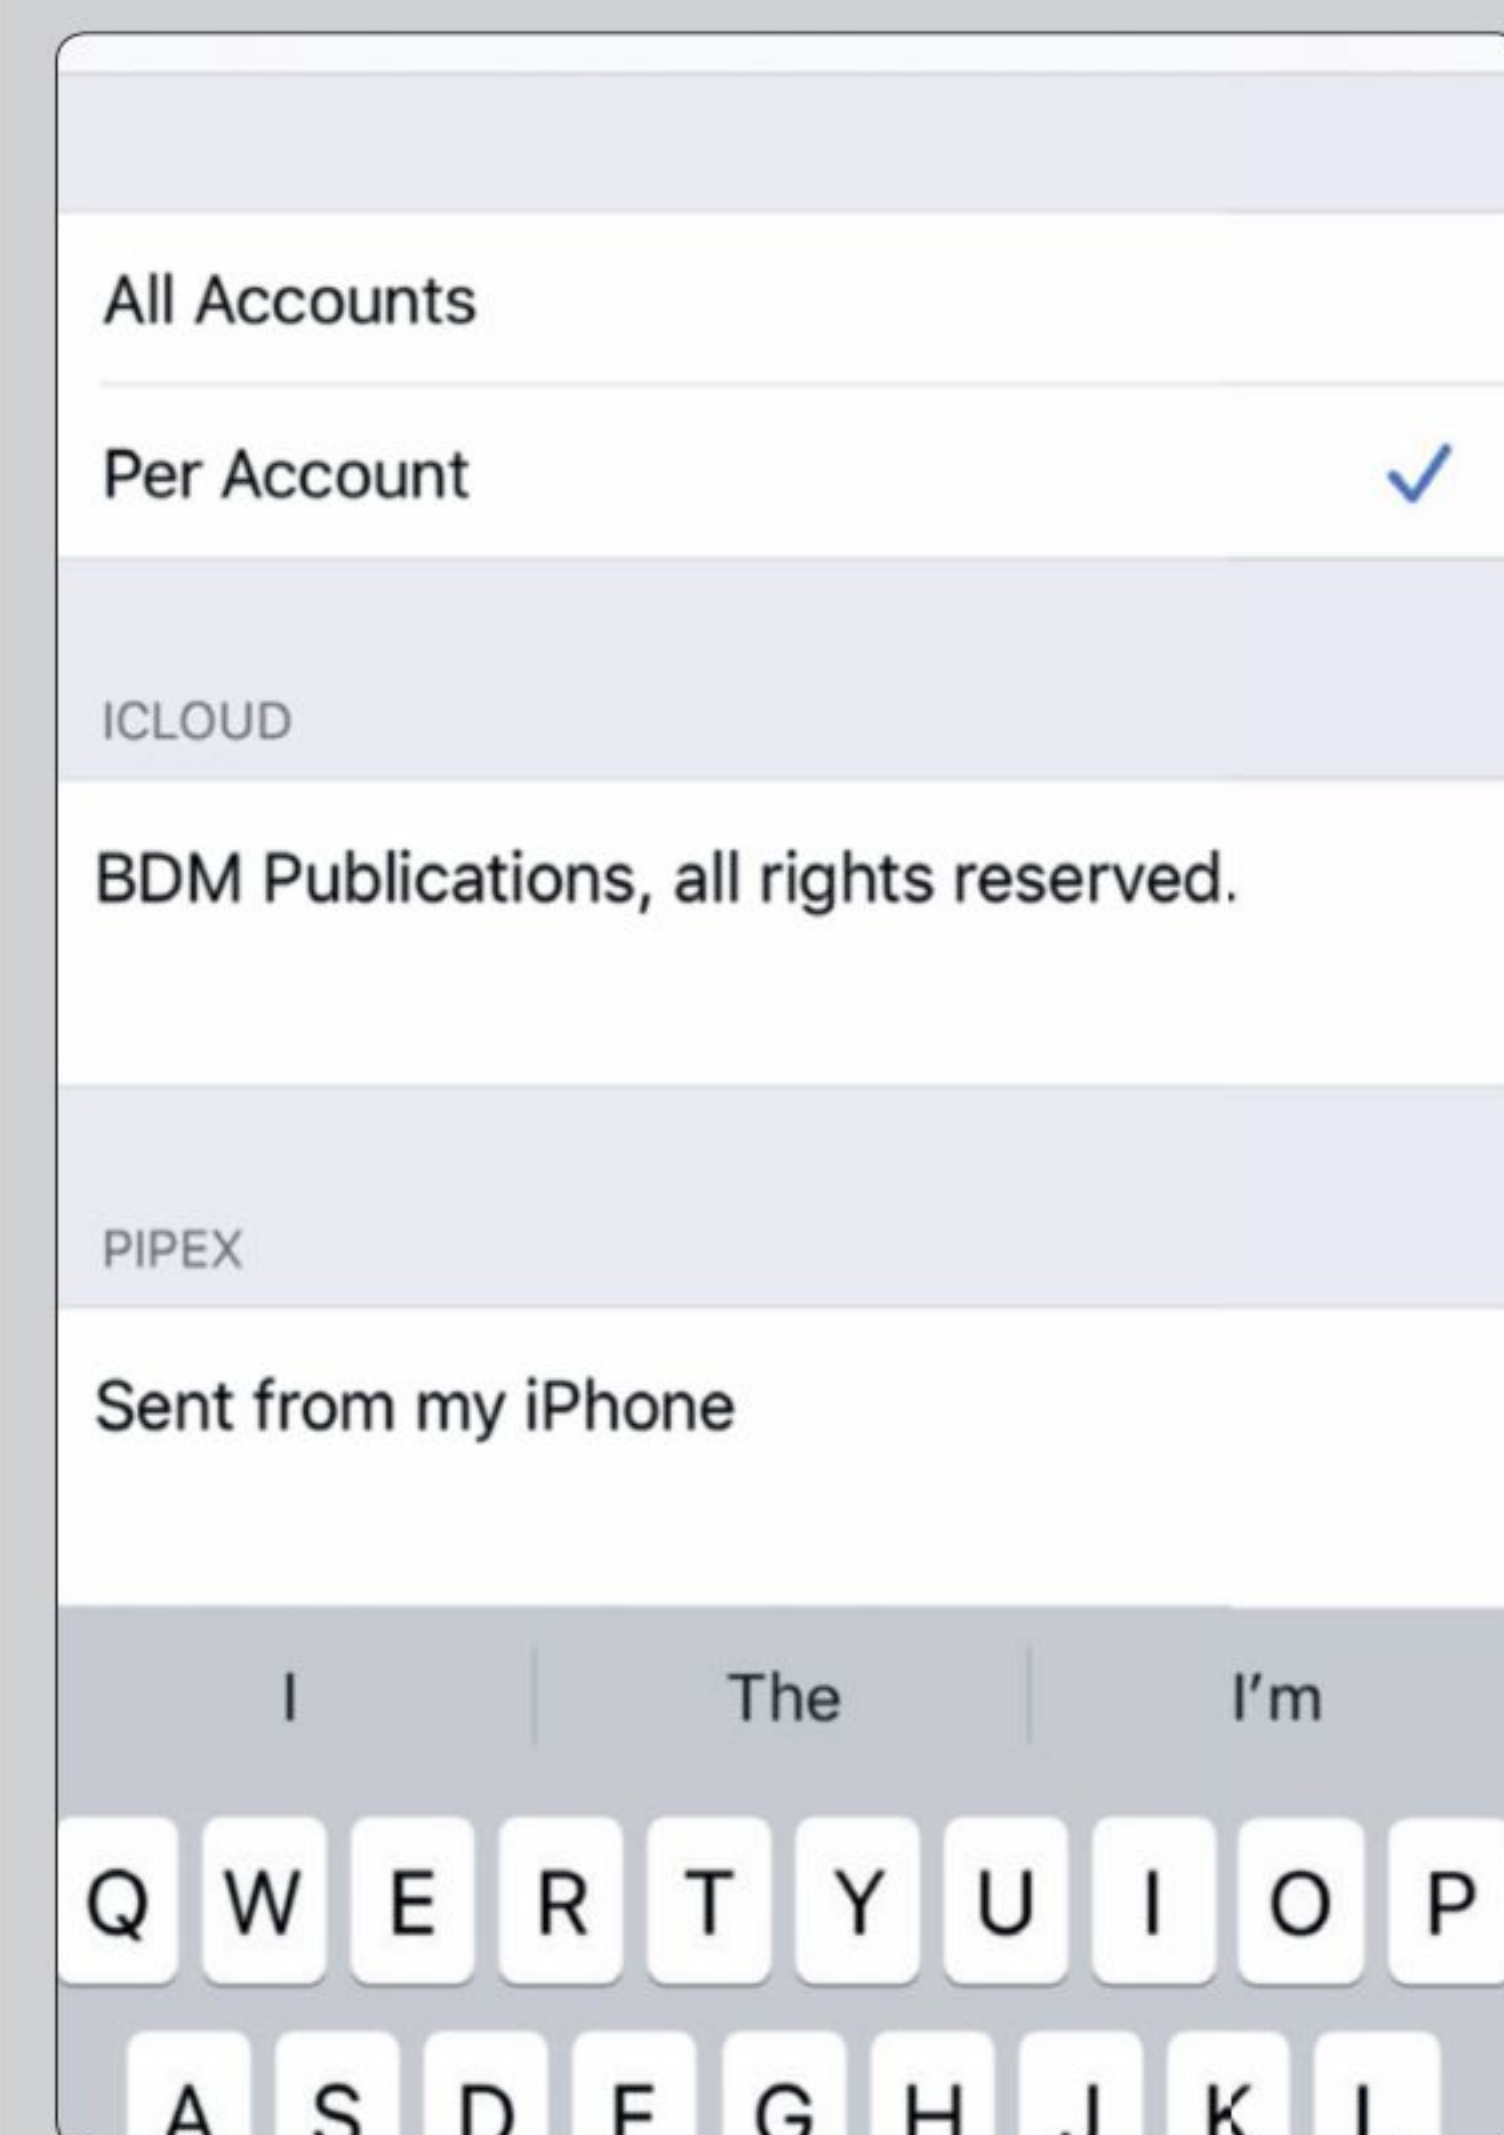 All Accounts
Per Account
ICLOUD
BDM Publications, all rights reserved.
PIPEX
Sent from my iPhone
I The I'm
Q W E R T Y U I O P
A S D F G H J K L